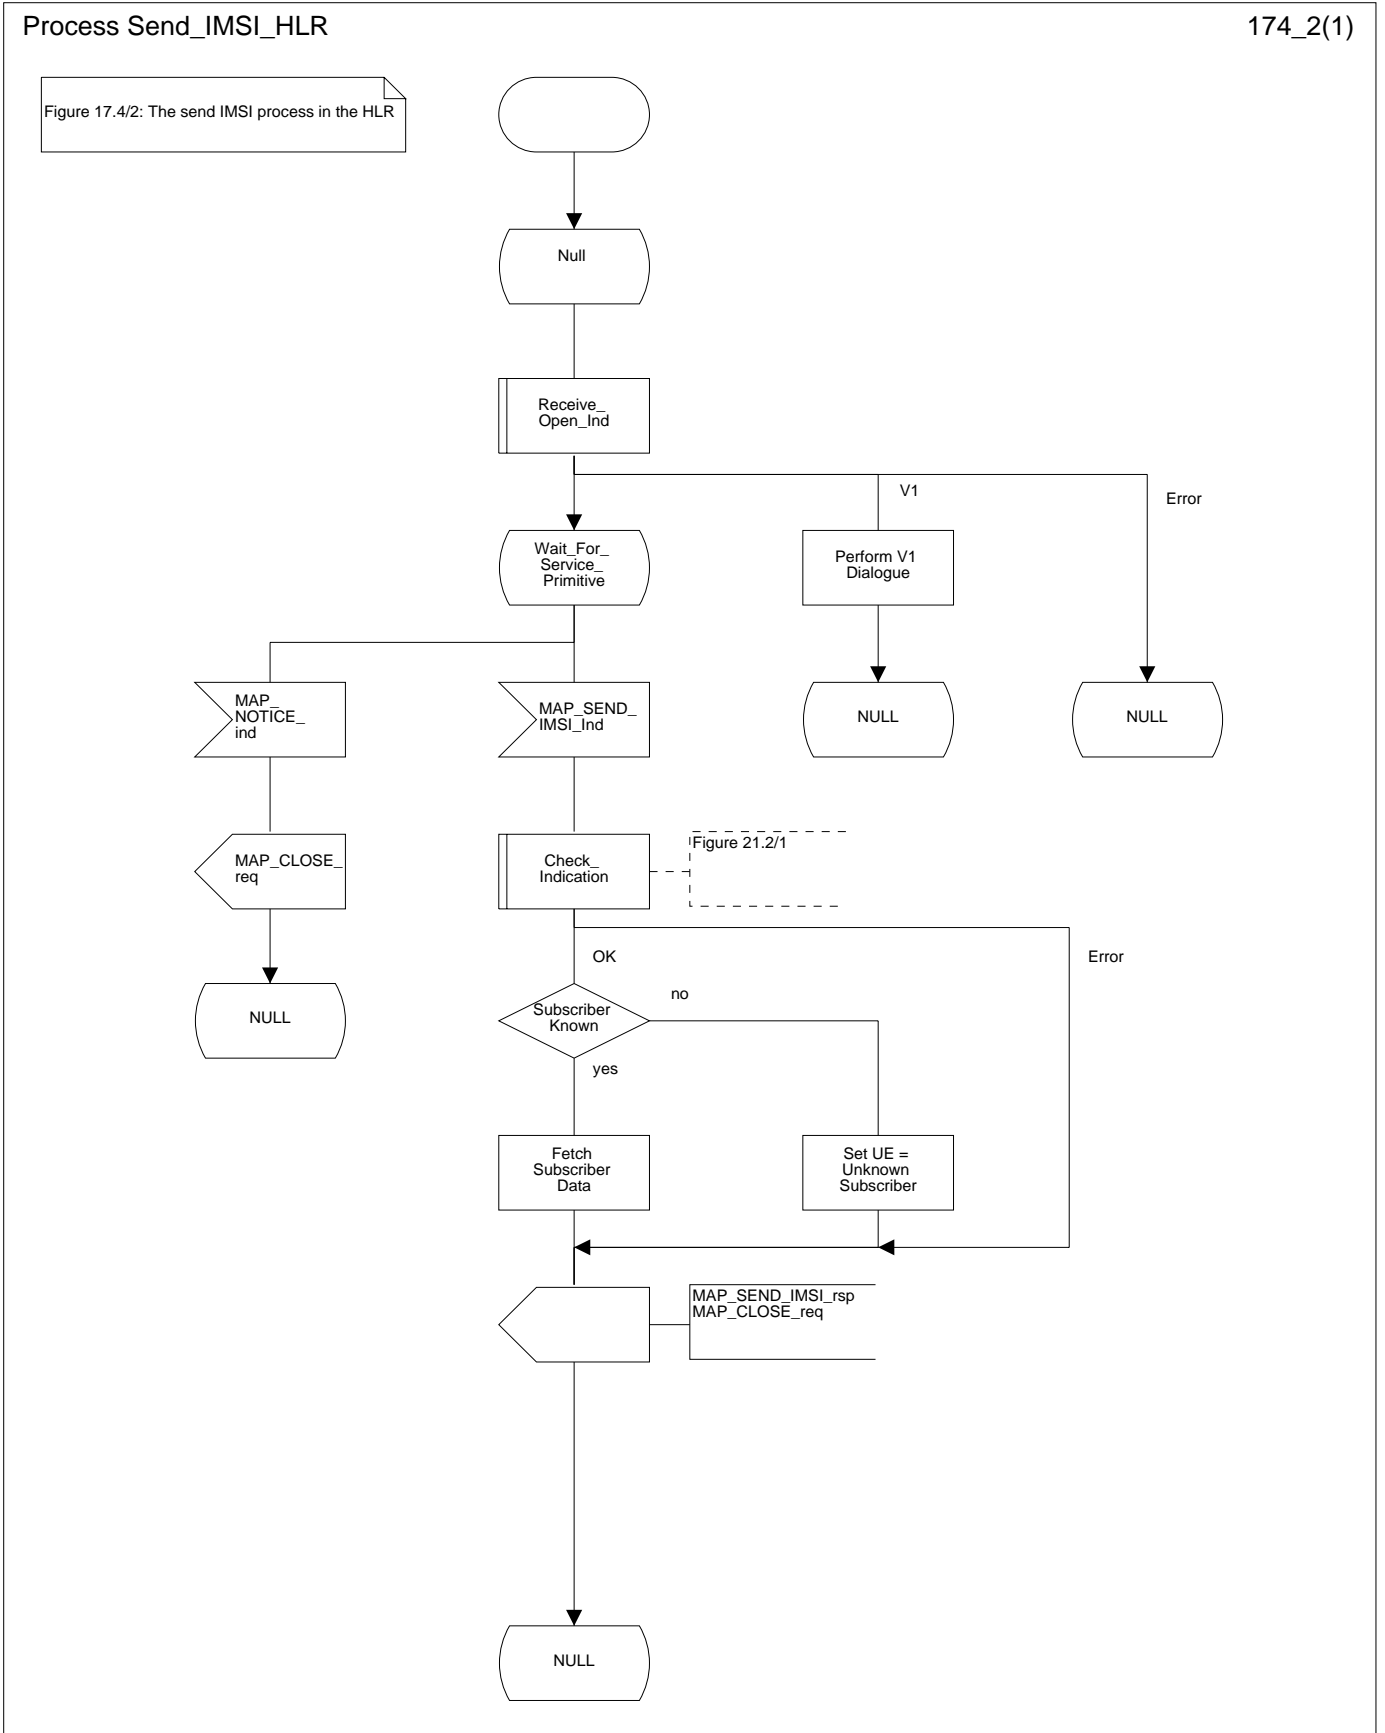 Process Send_IMSI_HLR
174_2(1)
Figure 17.4/2: The send IMSI process in the HLR
Null
Receive_
Open_Ind
V1
Error
Wait_For_
Service_
Primitive
Perform V1
Dialogue
MAP_
NOTICE_
ind
MAP_SEND_
IMSI_Ind
NULL
NULL
MAP_CLOSE_
req
Check_
Indication
Figure 21.2/1
OK
Error
NULL
Subscriber
Known
no
yes
Fetch
Subscriber
Data
Set UE =
Unknown
Subscriber
MAP_SEND_IMSI_rsp
MAP_CLOSE_req
NULL